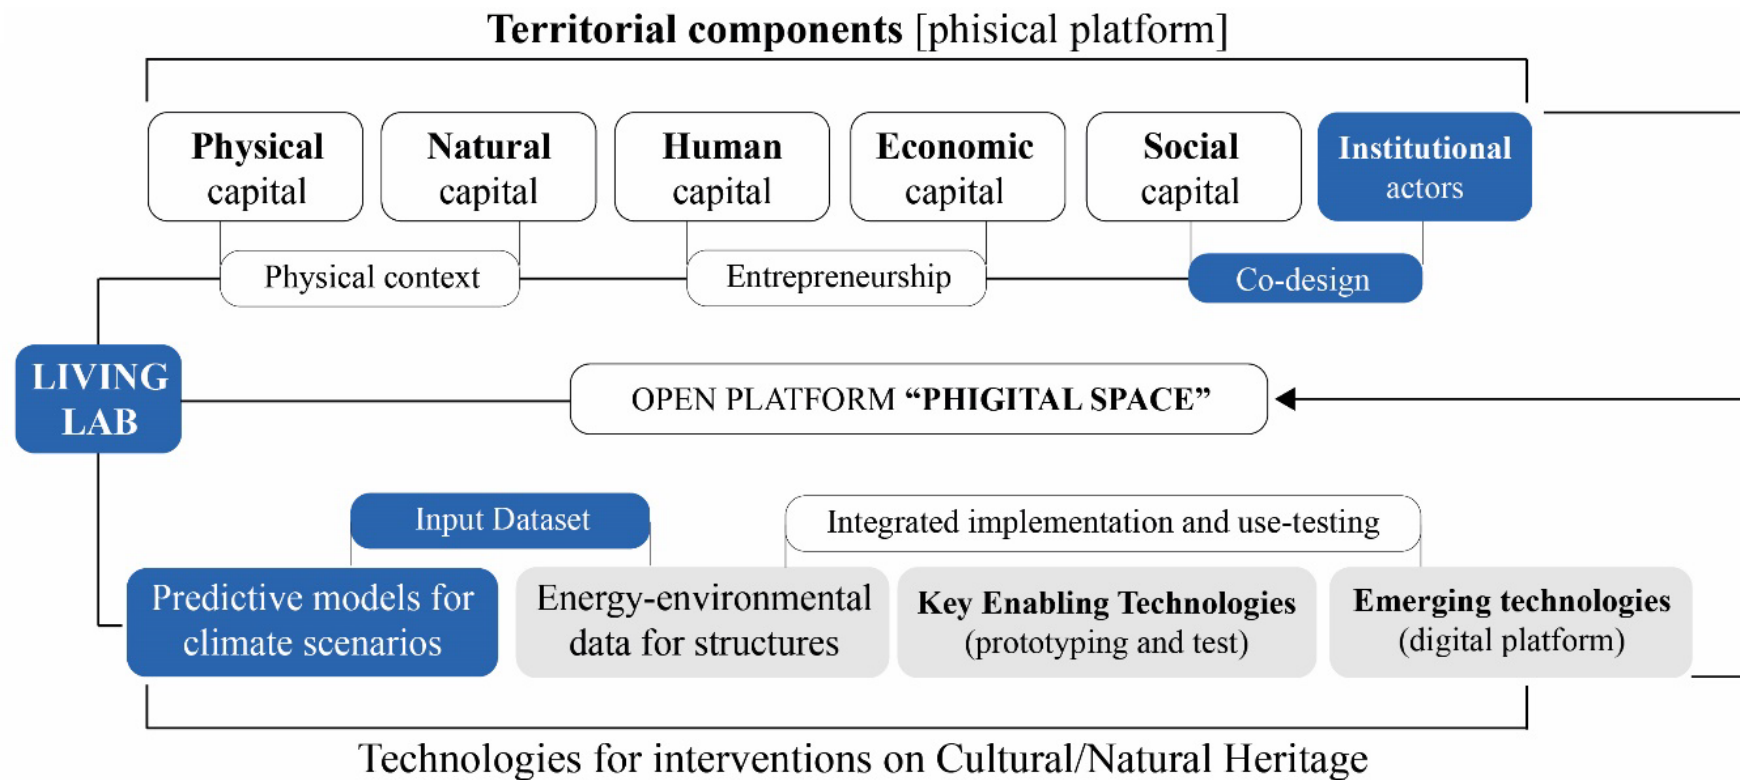 Territorial components [phisical platform]
Physical
capital
Natural
capital
Human
capital
Economic
capital
Social
capital
Institutional
actors
Physical context
Entrepreneurship
Co-design
LIVING
LAB
OPEN PLATFORM “PHIGITAL SPACE”
Input Dataset
Integrated implementation and use-testing
Predictive models for
climate scenarios
Energy-environmental
data for structures
Key Enabling Technologies
(prototyping and test)
Emerging technologies
(digital platform)
Technologies for interventions on Cultural/Natural Heritage